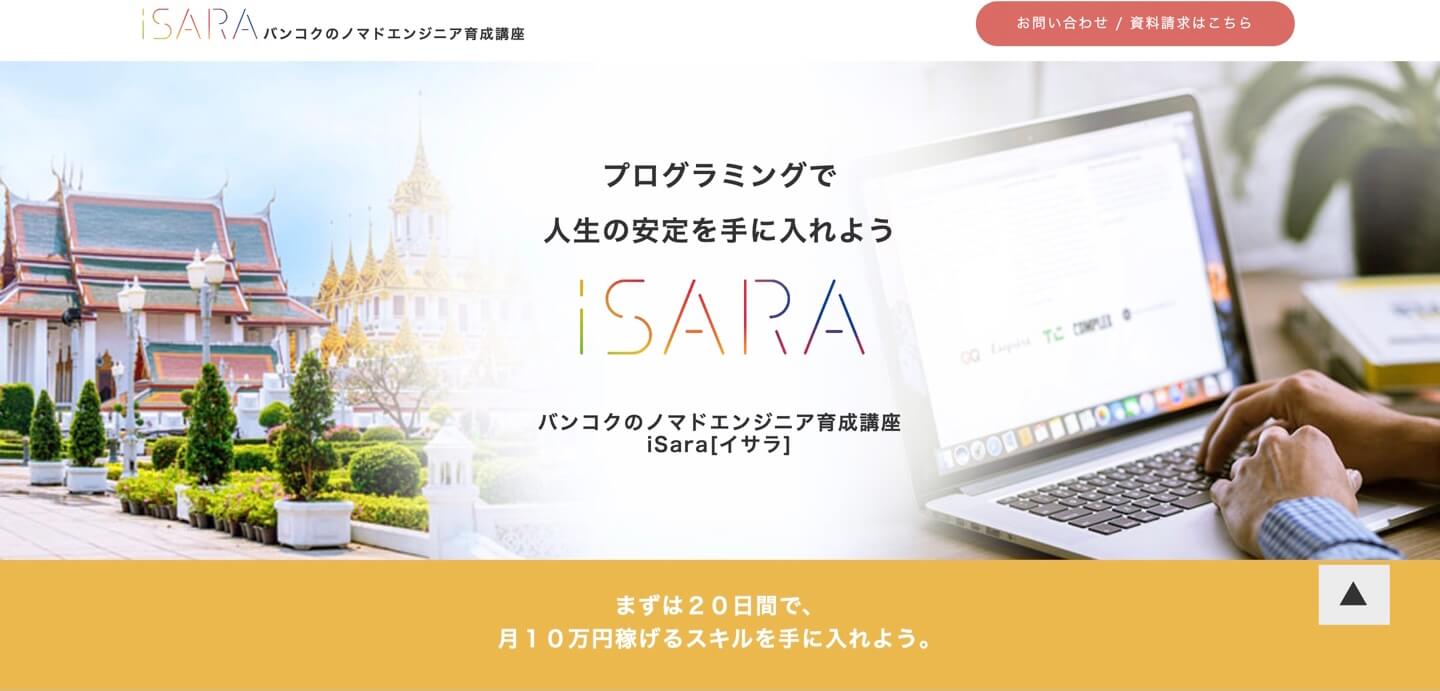 iSARA バンコクのノマドエンジニア育成講座
お問い合わせ / 資料請求はこちら
プログラミングで
人生の安定を手に入れよう
iSARA
バンコクのノマドエンジニア育成講座
iSara[イサラ]
GQ Esquire TC COMPLEX
まずは２０日間で、
月１０万円稼げるスキルを手に入れよう。